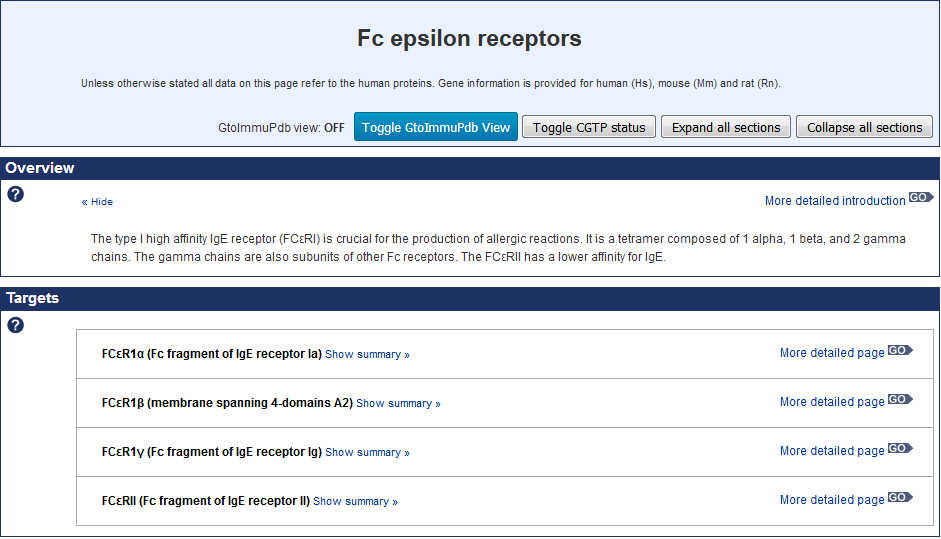 Fc epsilon receptors
Unless otherwise stated all data on this page refer to the human proteins. Gene information is provided for human (Hs), mouse (Mm) and rat (Rn).
GtoImmuPdb view: OFF Toggle GtoImmuPdb View Toggle CGTP status Expand all sections Collapse all sections
Overview
?
« Hide More detailed introduction GO
The type I high affinity IgE receptor (FCεRI) is crucial for the production of allergic reactions. It is a tetramer composed of 1 alpha, 1 beta, and 2 gamma
chains. The gamma chains are also subunits of other Fc receptors. The FCεRII has a lower affinity for IgE.
Targets
?
FCεR1α (Fc fragment of IgE receptor Ia) Show summary » More detailed page GO
FCεR1β (membrane spanning 4-domains A2) Show summary » More detailed page GO
FCεR1γ (Fc fragment of IgE receptor Ig) Show summary » More detailed page GO
FCεRII (Fc fragment of IgE receptor II) Show summary » More detailed page GO